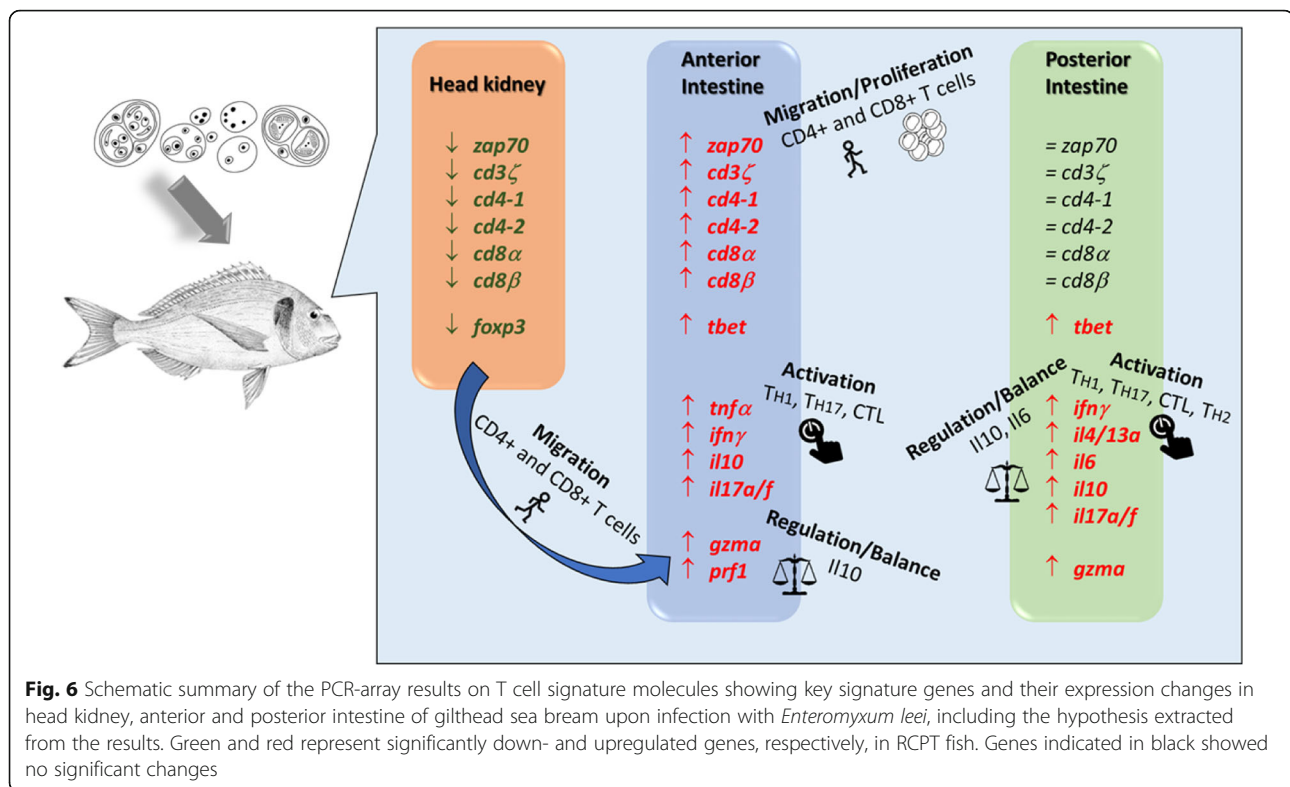 Head kidney
↓ zap70
↓ cd3ζ
↓ cd4-1
↓ cd4-2
↓ cd8α
↓ cd8β
↓ foxp3
Migration
CD4+ and CD8+ T cells
Anterior
Intestine
↑ zap70
↑ cd3ζ
↑ cd4-1
↑ cd4-2
↑ cd8α
↑ cd8β
↑ tbet
↑ tnfα
↑ ifnγ
↑ il10
↑ il17a/f
↑ gzma
↑ prf1
Migration/Proliferation
CD4+ and CD8+ T cells
Activation
TH1, TH17, CTL
Regulation/Balance
Il10
Posterior
Intestine
= zap70
= cd3ζ
= cd4-1
= cd4-2
= cd8α
= cd8β
↑ tbet
↑ ifnγ
↑ il4/13a
↑ il6
↑ il10
↑ il17a/f
↑ gzma
Regulation/Balance
Il10, Il6
Activation
TH1, TH17, CTL, TH2
Fig. 6 Schematic summary of the PCR-array results on T cell signature molecules showing key signature genes and their expression changes in
head kidney, anterior and posterior intestine of gilthead sea bream upon infection with Enteromyxum leei, including the hypothesis extracted
from the results. Green and red represent significantly down- and upregulated genes, respectively, in RCPT fish. Genes indicated in black showed
no significant changes